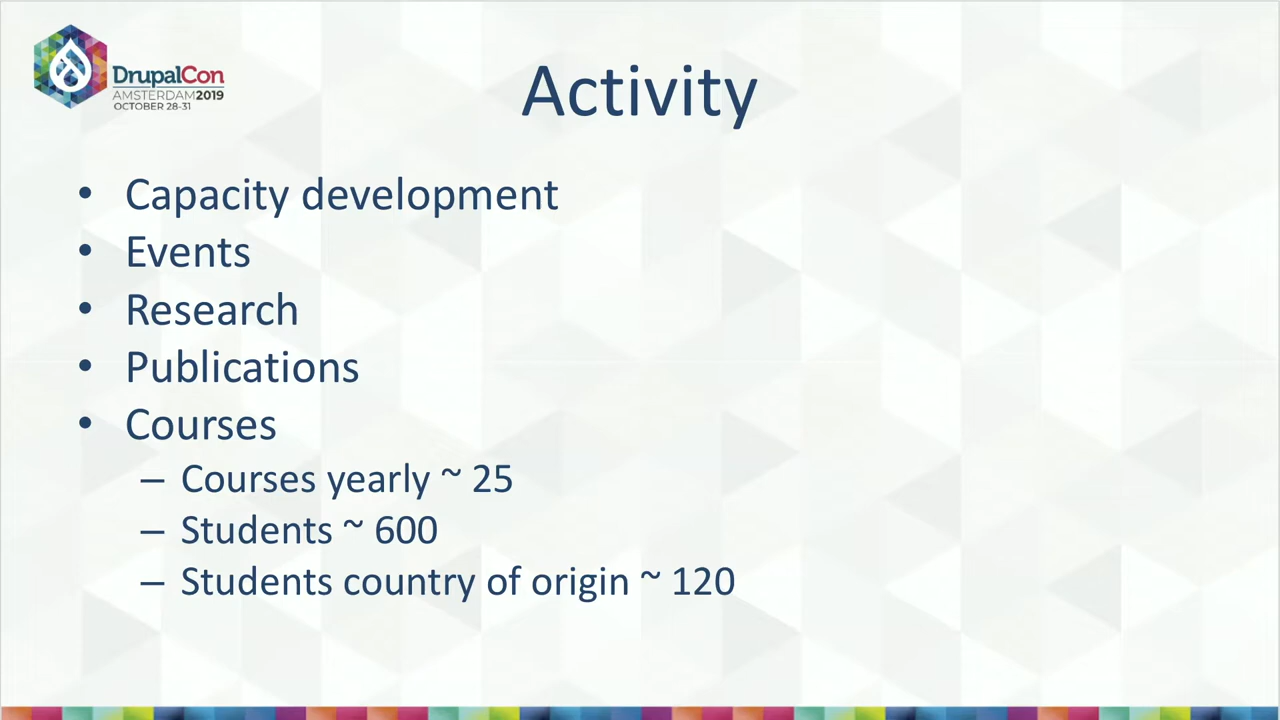 DrupalCon
AMSTERDAM2019
OCTOBER 28-31
Activity
• Capacity development
• Events
• Research
• Publications
• Courses
– Courses yearly ~ 25
– Students ~ 600
– Students country of origin ~ 120